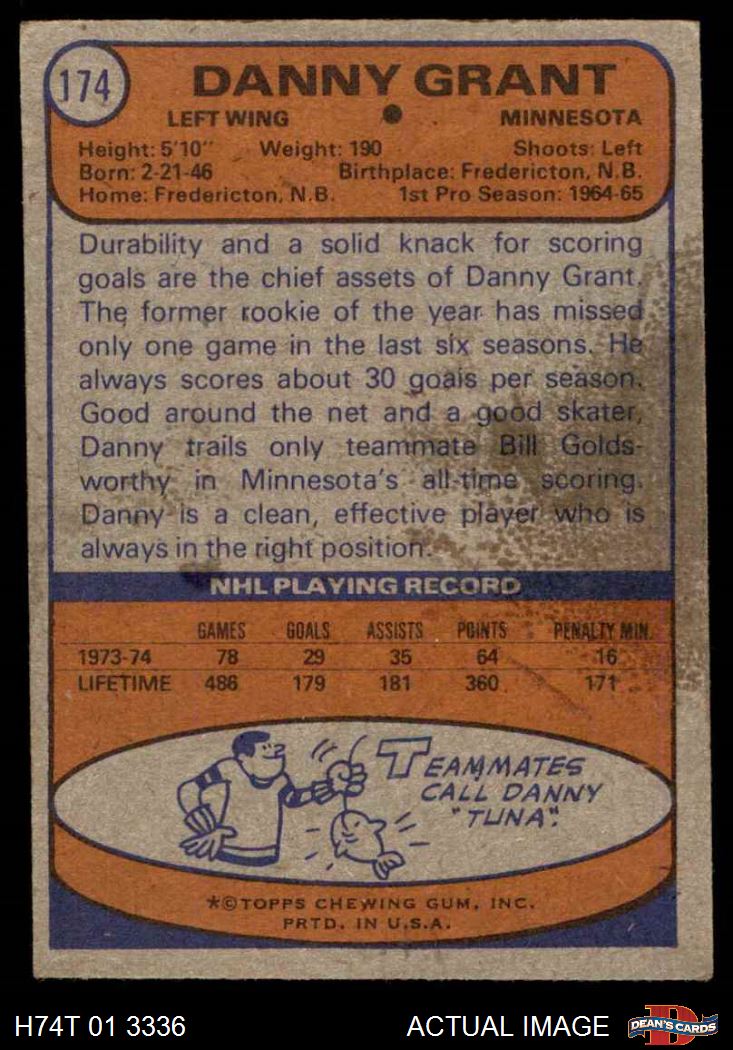 174
DANNY GRANT
LEFT WING ● MINNESOTA
Height: 5'10" Weight: 190 Shoots: Left
Born: 2-21-46 Birthplace: Fredericton, N.B.
Home: Fredericton, N.B. 1st Pro Season: 1964-65
Durability and a solid knack for scoring
goals are the chief assets of Danny Grant.
The former rookie of the year has missed
only one game in the last six seasons. He
always scores about 30 goals per season.
Good around the net and a good skater,
Danny trails only teammate Bill Golds-
worthy in Minnesota's all-time scoring.
Danny is a clean, effective player who is
always in the right position.
NHL PLAYING RECORD
GAMES GOALS ASSISTS POINTS PENALTY MIN.
1973-74 78 29 35 64 16
LIFETIME 486 179 181 360 171
TEAMMATES
CALL DANNY
"TUNA".
*©TOPPS CHEWING GUM, INC.
PRTD. IN U.S.A.
H74T 01 3336 ACTUAL IMAGE D DEAN'S CARDS